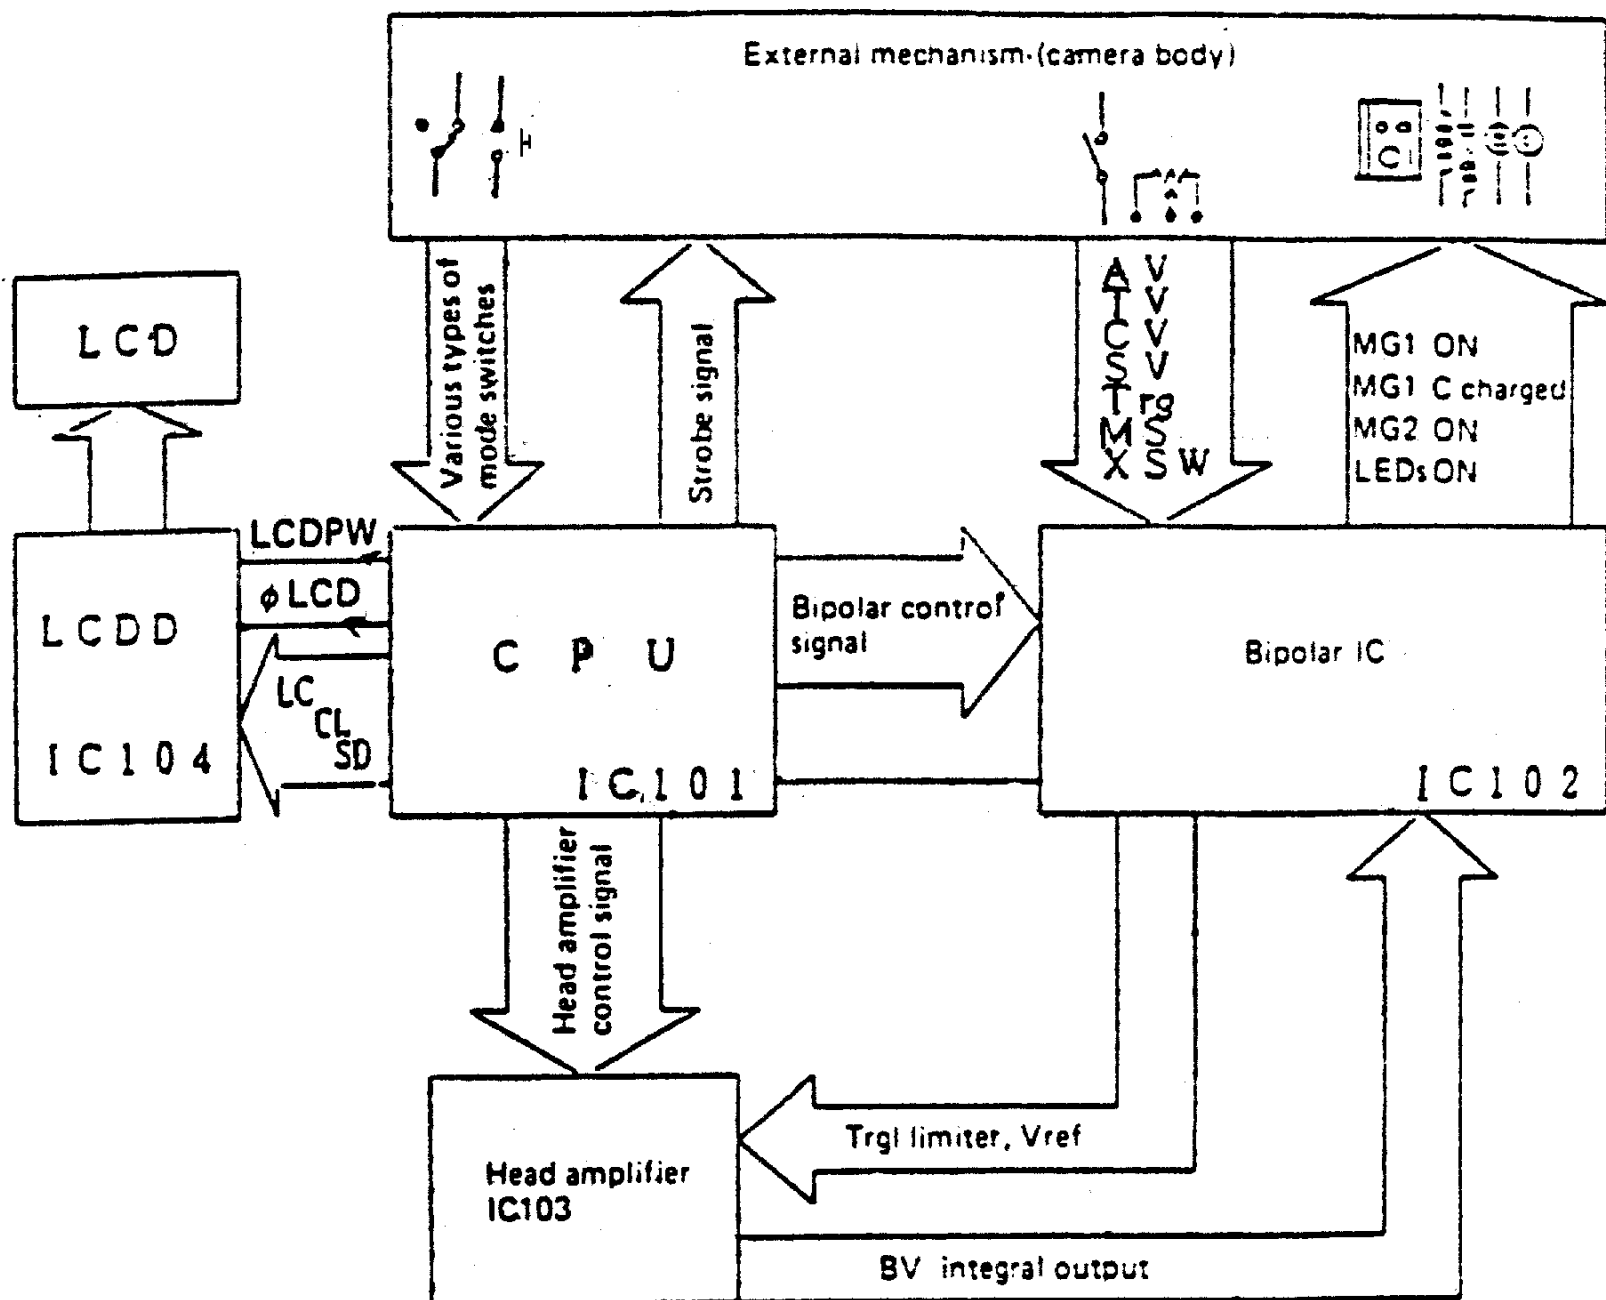 External mechanism (camera body)
Various types of
mode switches
Strobe signal
A V
T V
C V
S V
T rg
M S
X S W
MG1 ON
MG1 C charged
MG2 ON
LEDs ON
LCD
LCDPW
φ LCD
LC
CL
SD
LCDD
IC104
C P U
IC101
Bipolar control
signal
Bipolar IC
IC102
Head amplifier
control signal
Head amplifier
IC103
Trgl limiter, Vref
BV integral output